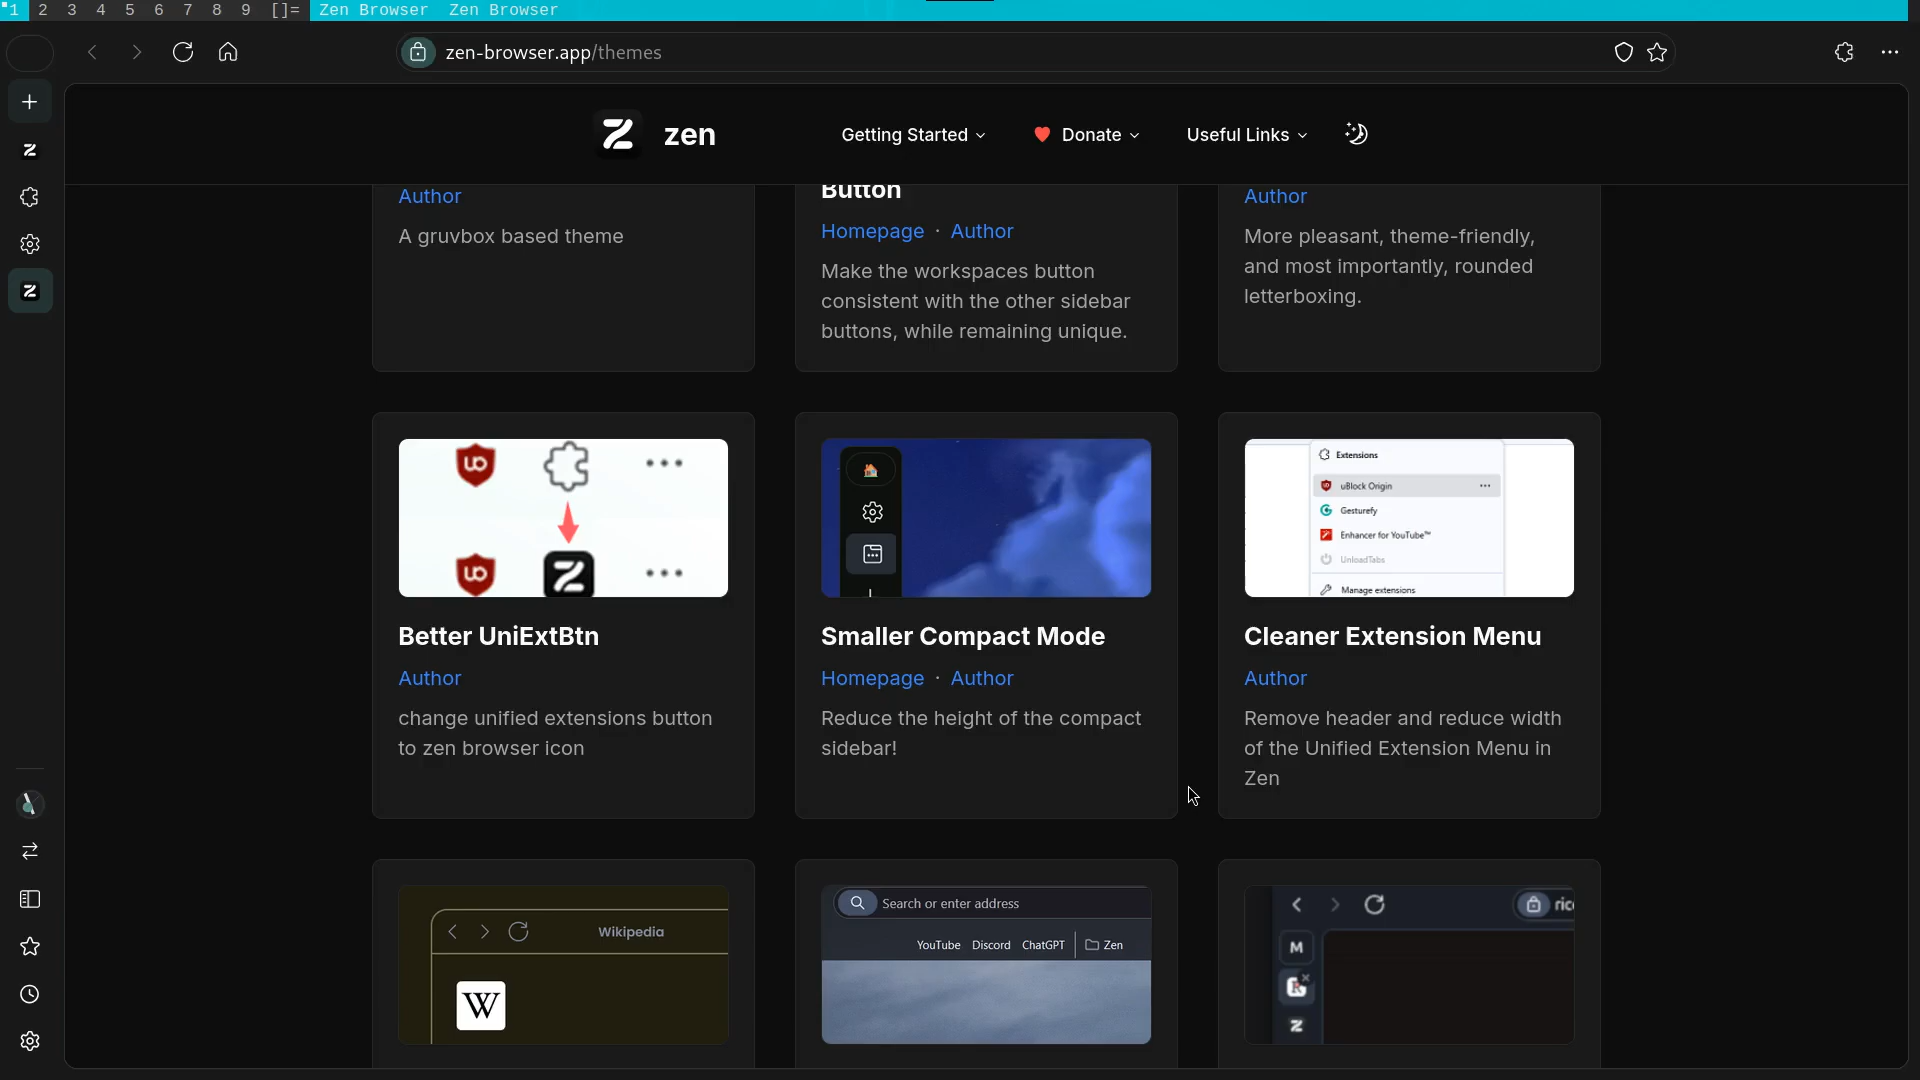 1 2 3 4 5 6 7 8 9 []= Zen Browser Zen Browser
zen-browser.app/themes
zen Getting Started Donate Useful Links
Author
A gruvbox based theme
Button
Homepage · Author
Make the workspaces button
consistent with the other sidebar
buttons, while remaining unique.
Author
More pleasant, theme-friendly,
and most importantly, rounded
letterboxing.
Better UniExtBtn
Author
change unified extensions button
to zen browser icon
Smaller Compact Mode
Homepage · Author
Reduce the height of the compact
sidebar!
Extensions
uBlock Origin
Gesturefy
Enhancer for YouTube™
UnloadTabs
Manage extensions
Cleaner Extension Menu
Author
Remove header and reduce width
of the Unified Extension Menu in
Zen
Wikipedia
W
Search or enter address
YouTube Discord ChatGPT Zen
ric
M